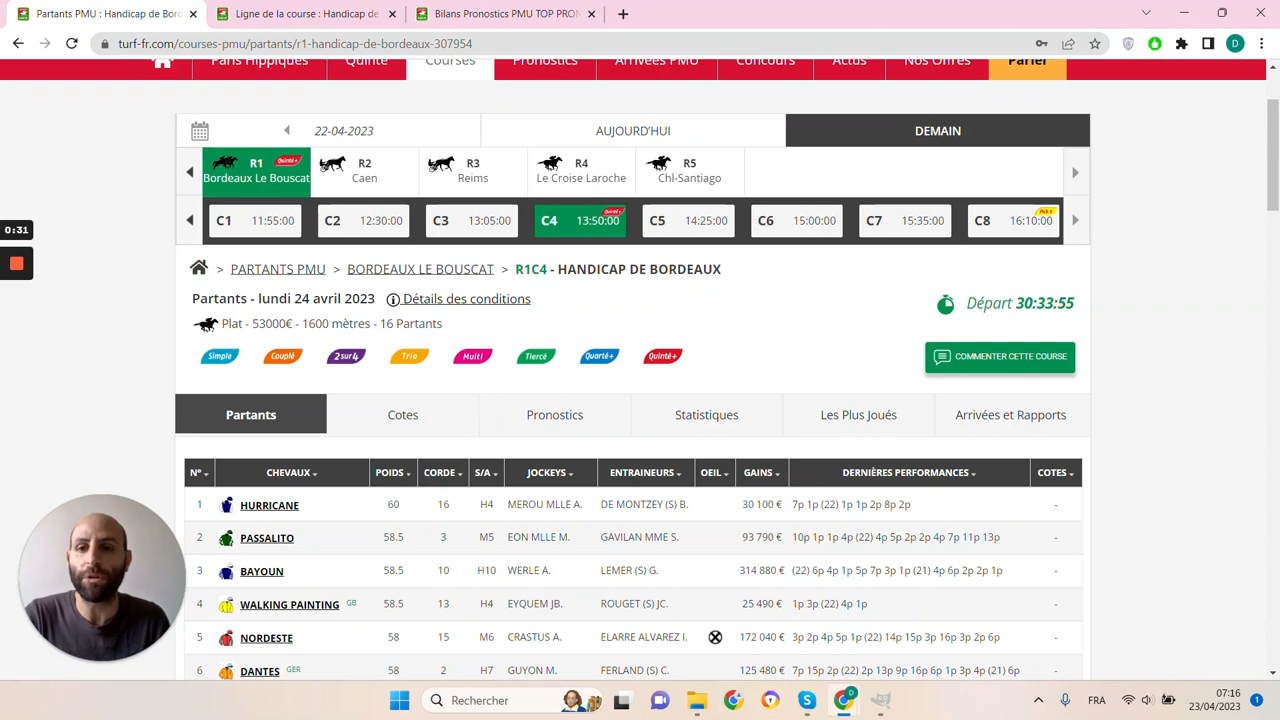 Partants PMU : Handicap de Bord
Ligne de la course : Handicap de
Bilans Pronostics PMU TOP PRON
turf-fr.com/courses-pmu/partants/r1-handicap-de-bordeaux-307054
D
Paris Hippiques
Quinté
Courses
Pronostics
Arrivées PMU
Concours
Actus
Nos Offres
Parier
22-04-2023
AUJOURD'HUI
DEMAIN
R1 Quinté+
Bordeaux Le Bouscat
R2
Caen
R3
Reims
R4
Le Croise Laroche
R5
Chl-Santiago
C1 11:55:00
C2 12:30:00
C3 13:05:00
C4 13:50:00 Quinté+
C5 14:25:00
C6 15:00:00
C7 15:35:00
C8 16:10:00 Pick 5
0:31
> PARTANTS PMU > BORDEAUX LE BOUSCAT > R1C4 - HANDICAP DE BORDEAUX
Partants - lundi 24 avril 2023 Détails des conditions
Départ 30:33:55
Plat - 53000€ - 1600 mètres - 16 Partants
Simple Couplé 2sur4 Trio Multi Tiercé Quarté+ Quinté+
COMMENTER CETTE COURSE
Partants Cotes Pronostics Statistiques Les Plus Joués Arrivées et Rapports
N° CHEVAUX POIDS CORDE S/A JOCKEYS ENTRAINEURS OEIL GAINS DERNIÈRES PERFORMANCES COTES
1 HURRICANE 60 16 H4 MEROU MLLE A. DE MONTZEY (S) B. 30 100 € 7p 1p (22) 1p 1p 2p 8p 2p -
2 PASSALITO 58.5 3 M5 EON MLLE M. GAVILAN MME S. 93 790 € 10p 1p 1p 4p (22) 4p 5p 2p 2p 4p 7p 11p 13p -
3 BAYOUN 58.5 10 H10 WERLE A. LEMER (S) G. 314 880 € (22) 6p 4p 1p 5p 7p 3p 1p (21) 4p 6p 2p 2p 1p -
4 WALKING PAINTING GB 58.5 13 H4 EYQUEM JB. ROUGET (S) JC. 25 490 € 1p 3p (22) 4p 1p -
5 NORDESTE 58 15 M6 CRASTUS A. ELARRE ALVAREZ I. 172 040 € 3p 2p 4p 5p 1p (22) 14p 15p 3p 16p 3p 2p 6p -
6 DANTES GER 58 2 H7 GUYON M. FERLAND (S) C. 125 480 € 7p 15p 2p (22) 2p 13p 9p 16p 6p 1p 3p 4p (21) 6p -
Rechercher
FRA
07:16
23/04/2023
1